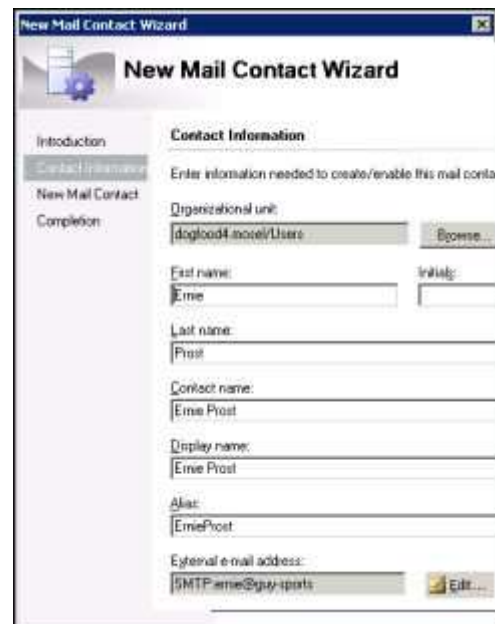 New Mail Contact Wizard
New Mail Contact Wizard
Introduction
Contact Information
New Mail Contact
Completion
Contact Information
Enter information needed to create/enable this mail conta
Organizational unit:
dogfood4.mosel/Users
Browse...
First name:
Initials:
Ernie
Last name:
Prost
Contact name:
Ernie Prost
Display name:
Ernie Prost
Alias:
ErnieProst
External e-mail address:
SMTP:ernie@guy-sports
Edit...